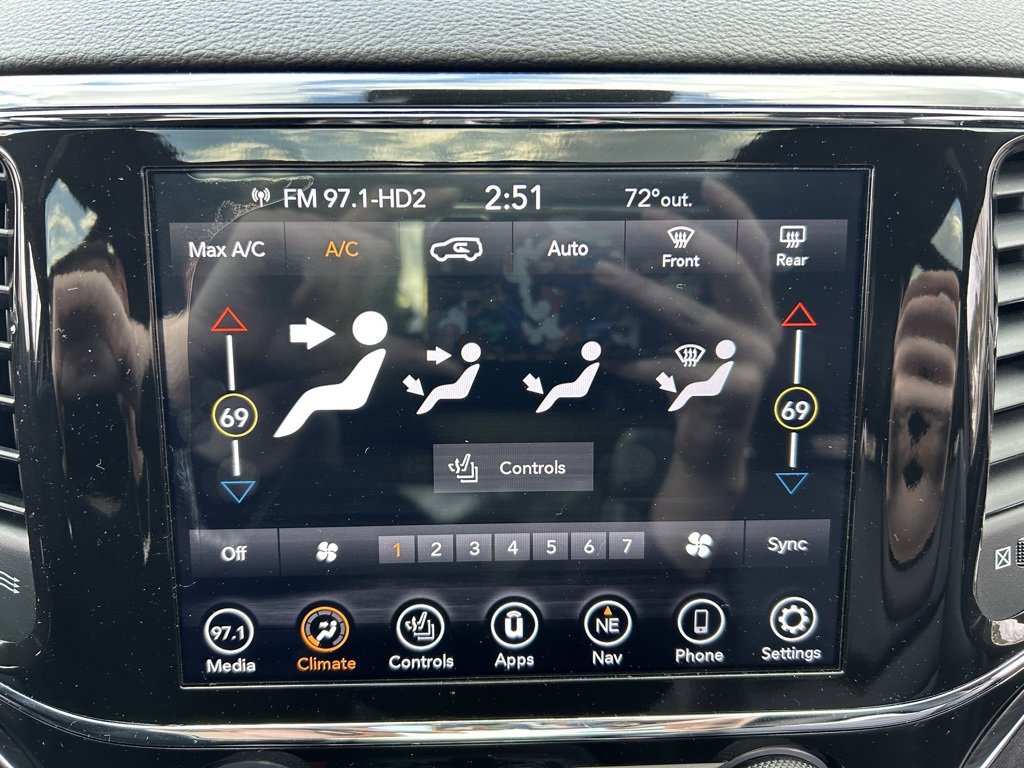 FM 97.1-HD2 2:51 72°out.
Max A/C A/C Auto Front Rear
69 69
Controls
Off 1 2 3 4 5 6 7 Sync
97.1 NE
Media Climate Controls Apps Nav Phone Settings